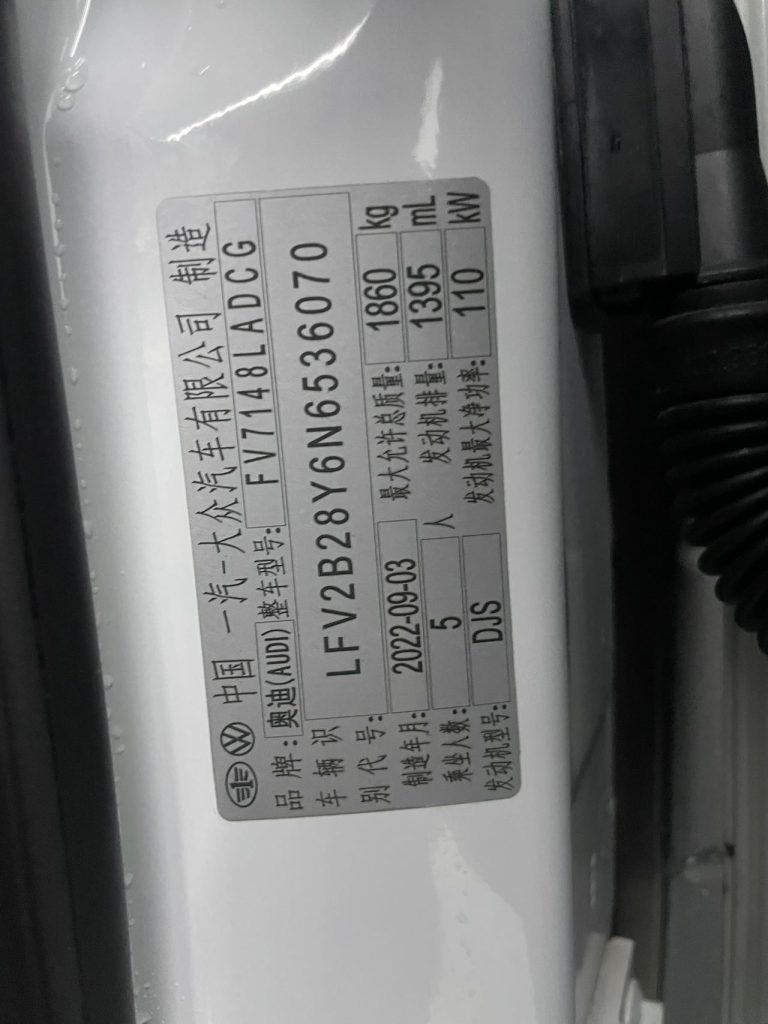 中国 一汽-大众汽车有限公司 制造
品牌: 奥迪(AUDI) 整车型号: FV7148LADCG
车辆识别代号: LFV2B28Y6N6536070
制造年月: 2022-09-03 最大允许总质量: 1860 kg
乘坐人数: 5 人 发动机排量: 1395 mL
发动机型号: DJS 发动机最大净功率: 110 kW